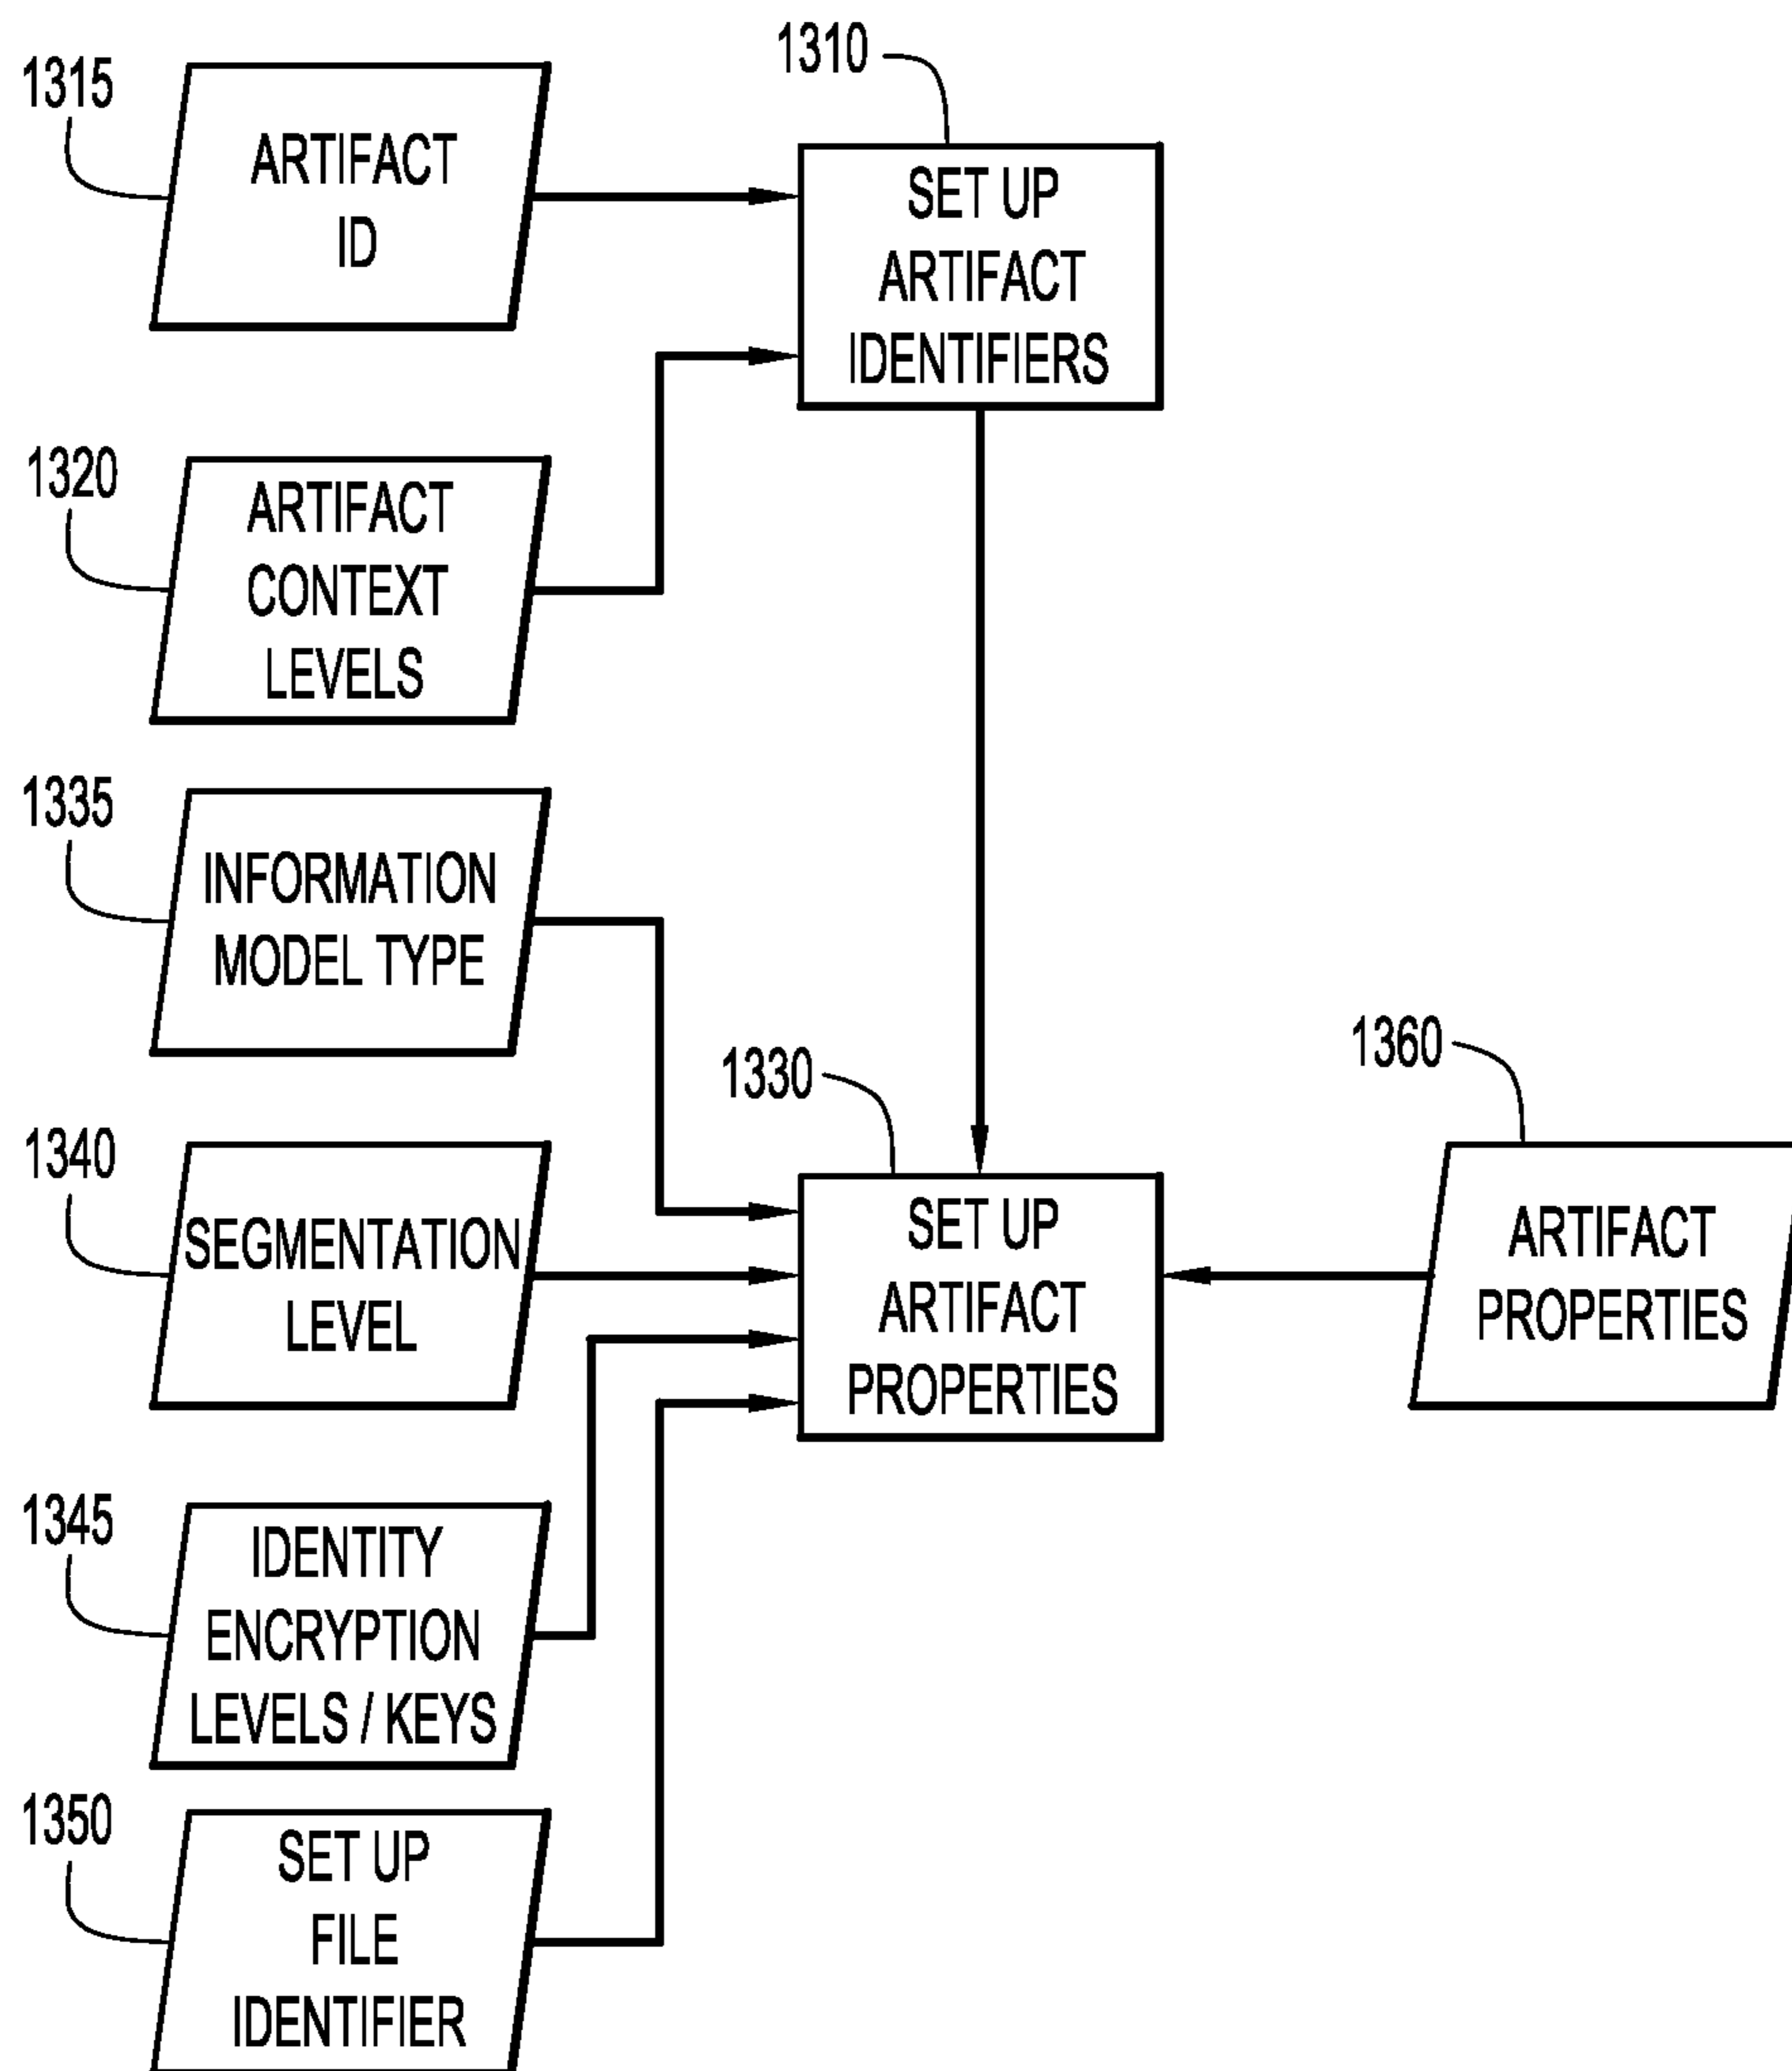 1310
1315
ARTIFACT
ID
SET UP
ARTIFACT
IDENTIFIERS
1320
ARTIFACT
CONTEXT
LEVELS
1335
INFORMATION
MODEL TYPE
1330
1360
1340
SEGMENTATION
LEVEL
SET UP
ARTIFACT
PROPERTIES
ARTIFACT
PROPERTIES
1345
IDENTITY
ENCRYPTION
LEVELS / KEYS
1350
SET UP
FILE
IDENTIFIER